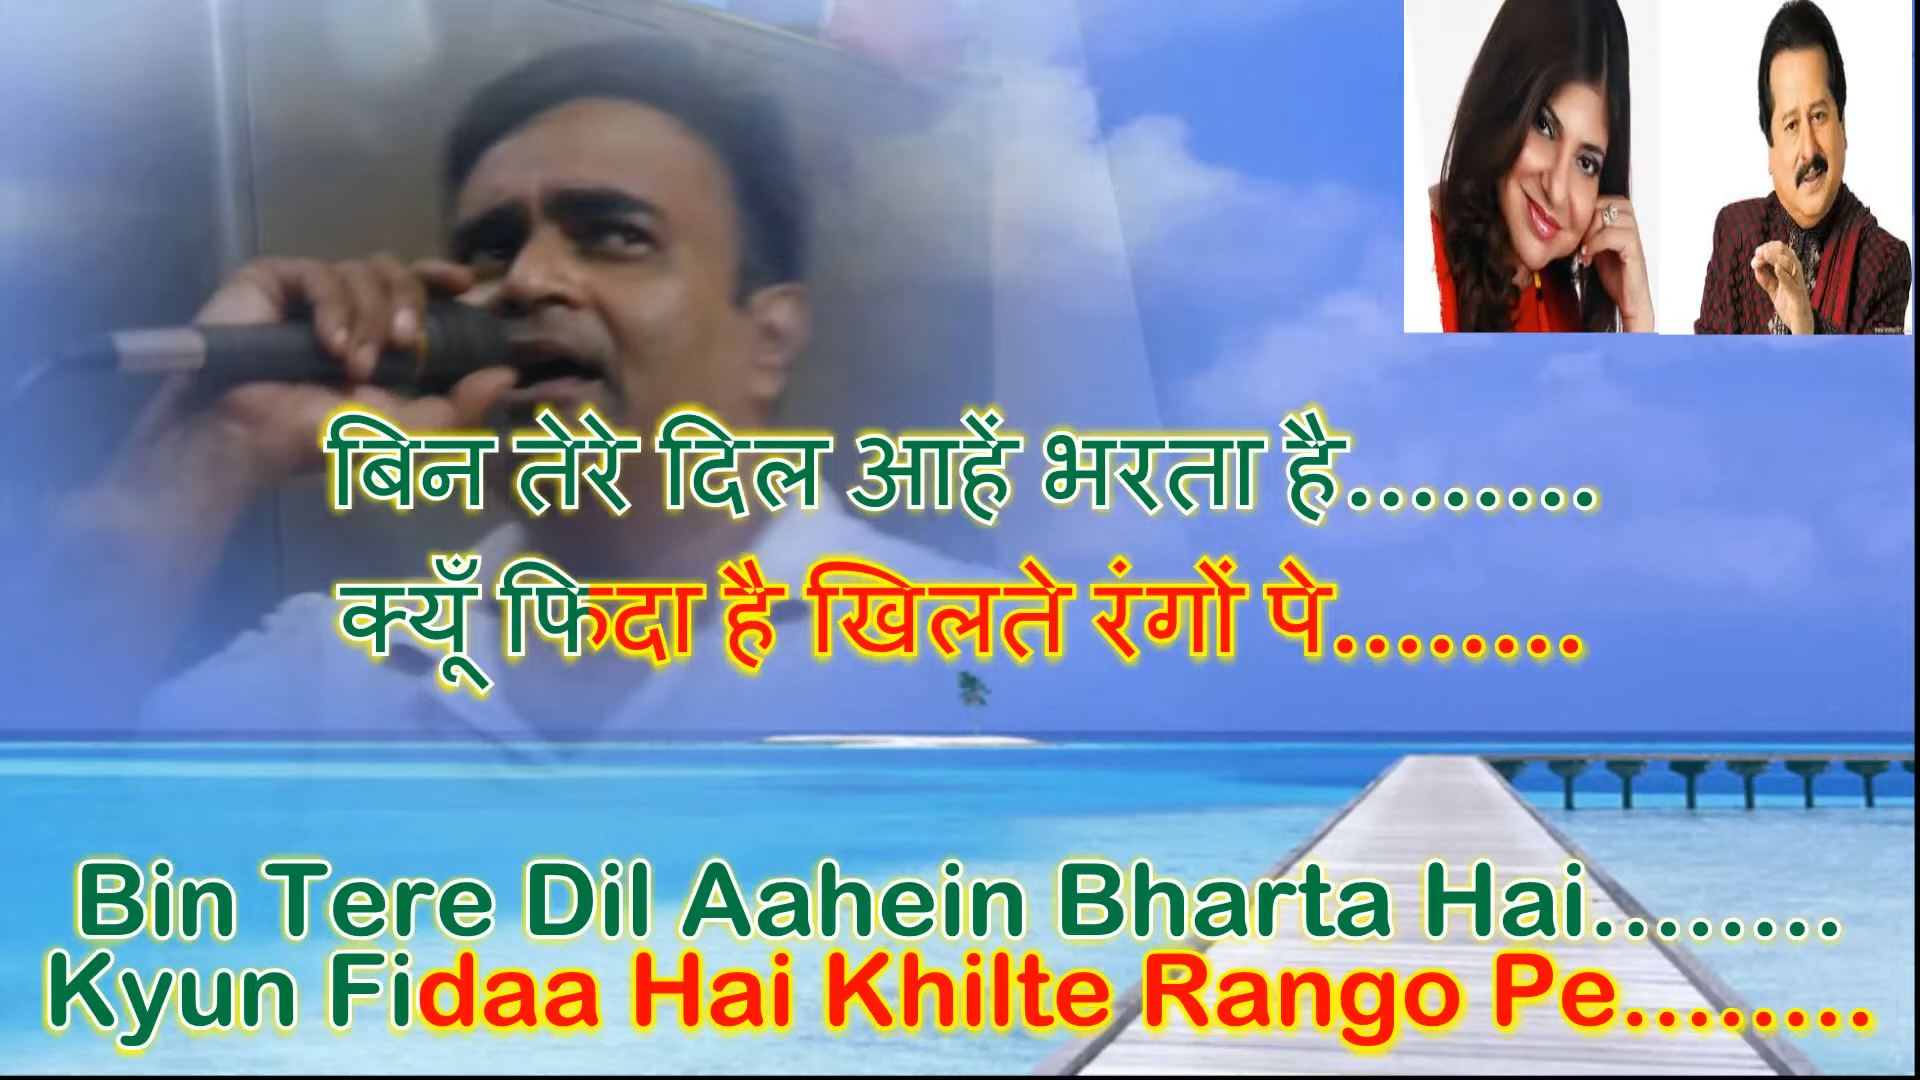 बिन तेरे दिल आहें भरता है........
क्यूँ फिदा है खिलते रंगों पे........
Bin Tere Dil Aahein Bharta Hai........
Kyun Fidaa Hai Khilte Rango Pe........